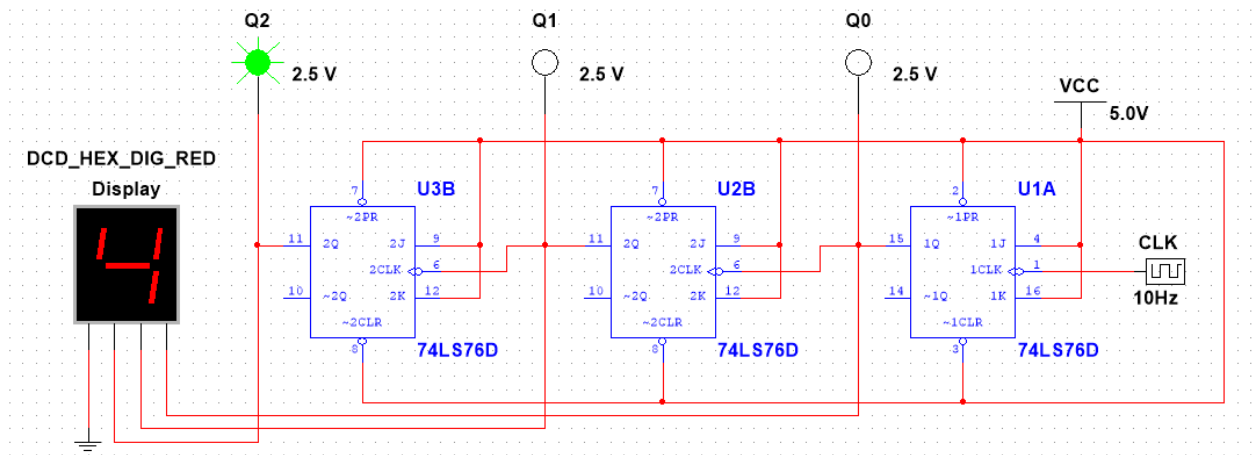 Q2
Q1
Q0
2.5 V
2.5 V
2.5 V
VCC
5.0V
DCD_HEX_DIG_RED
Display
4
7
U3B
~2PR
11
2Q
2J
9
2CLK
6
10
~2Q
2K
12
~2CLR
8
74LS76D
7
U2B
~2PR
11
2Q
2J
9
2CLK
6
10
~2Q
2K
12
~2CLR
8
74LS76D
2
U1A
~1PR
15
1Q
1J
4
1CLK
1
14
~1Q
1K
16
~1CLR
3
74LS76D
CLK
10Hz